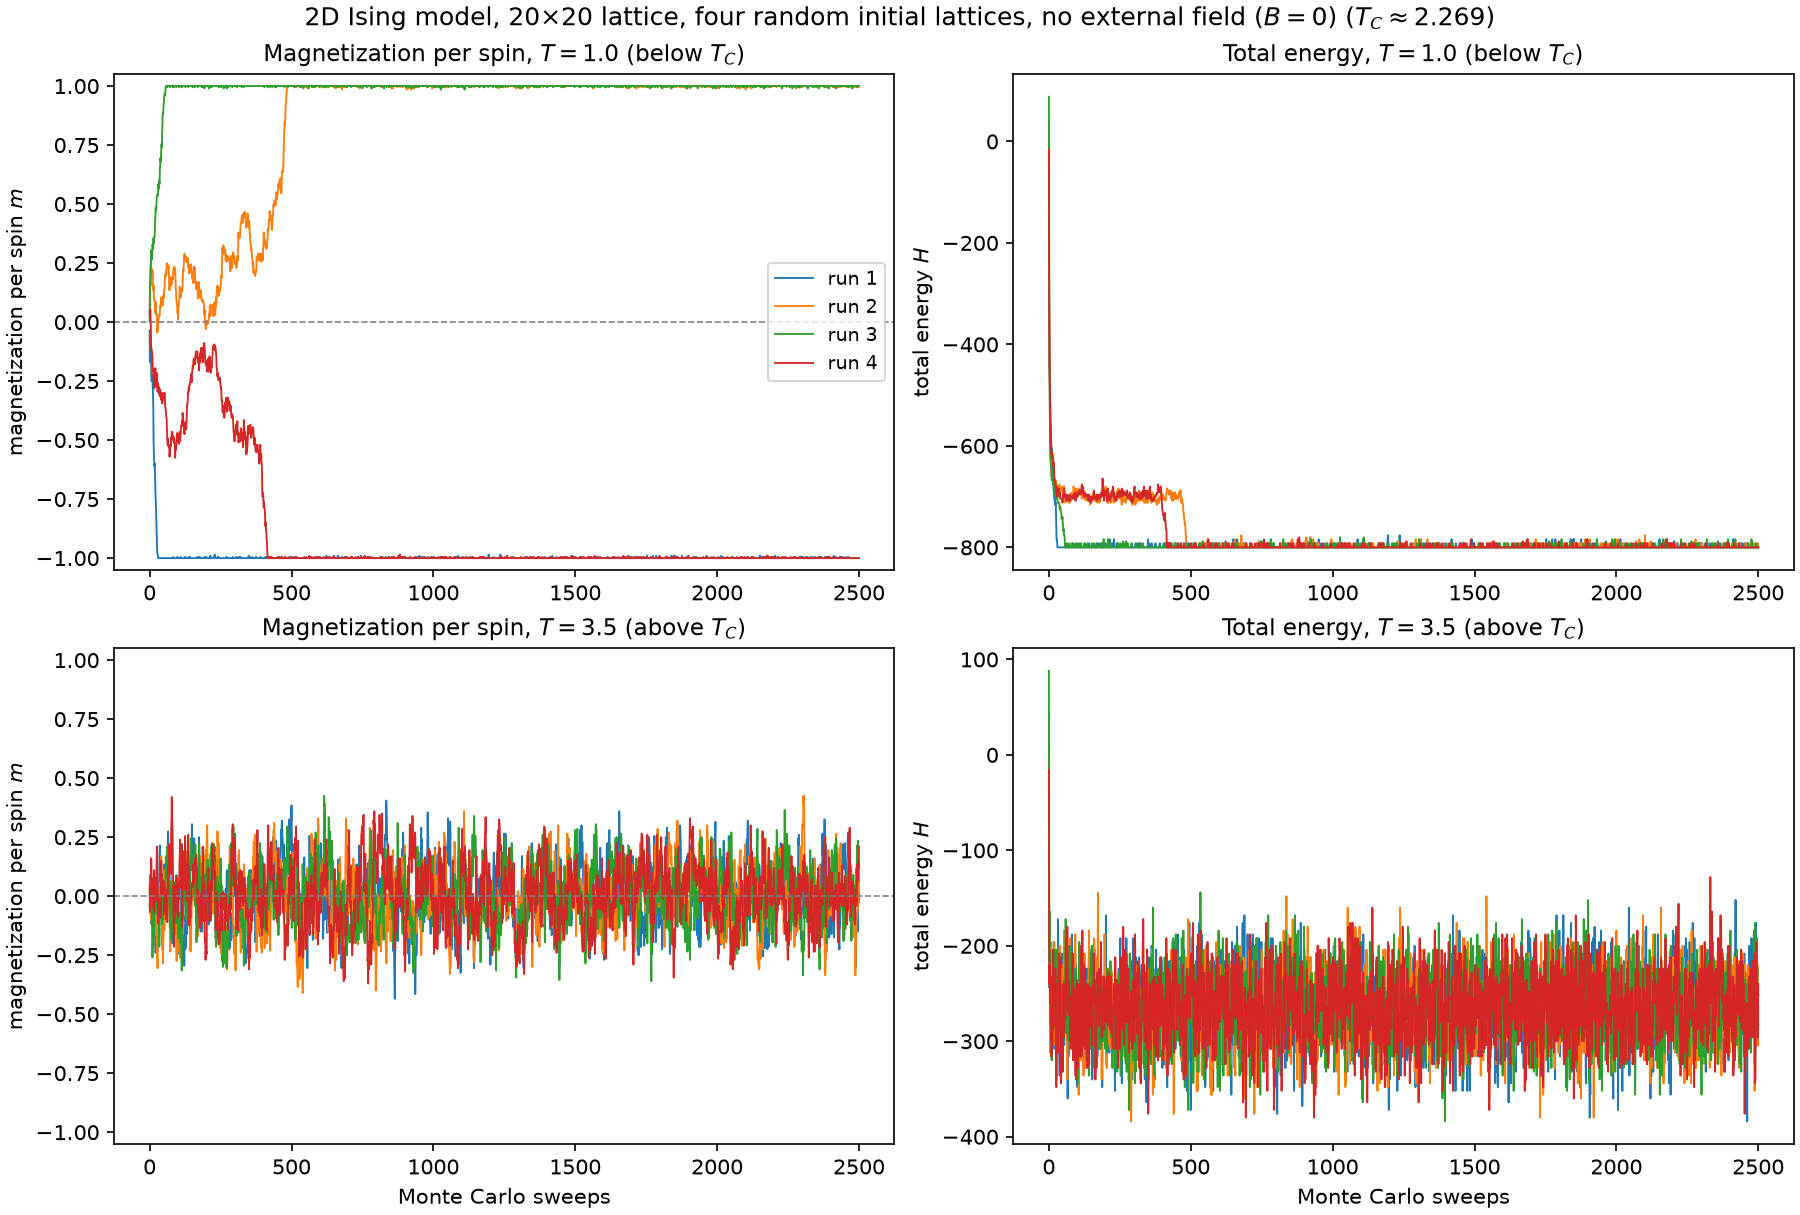 2D Ising model, 20×20 lattice, four random initial lattices, no external field (B = 0) (T_C ≈ 2.269)
Magnetization per spin, T = 1.0 (below T_C)
magnetization per spin m
1.00
0.75
0.50
0.25
0.00
−0.25
−0.50
−0.75
−1.00
run 1
run 2
run 3
run 4
0 500 1000 1500 2000 2500
Total energy, T = 1.0 (below T_C)
total energy H
0
−200
−400
−600
−800
0 500 1000 1500 2000 2500
Magnetization per spin, T = 3.5 (above T_C)
magnetization per spin m
1.00
0.75
0.50
0.25
0.00
−0.25
−0.50
−0.75
−1.00
0 500 1000 1500 2000 2500
Monte Carlo sweeps
Total energy, T = 3.5 (above T_C)
total energy H
100
0
−100
−200
−300
−400
0 500 1000 1500 2000 2500
Monte Carlo sweeps